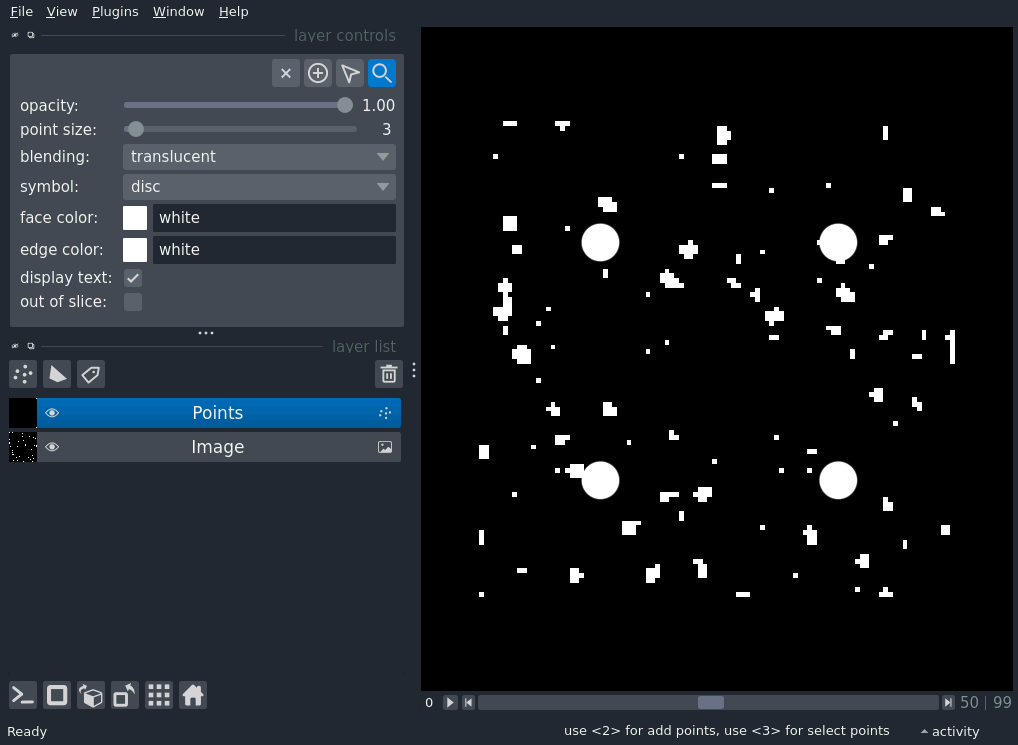 File View Plugins Window Help
layer controls
opacity: 1.00
point size: 3
blending: translucent
symbol: disc
face color: white
edge color: white
display text:
out of slice:
layer list
Points
Image
0 50 | 99
Ready use <2> for add points, use <3> for select points activity